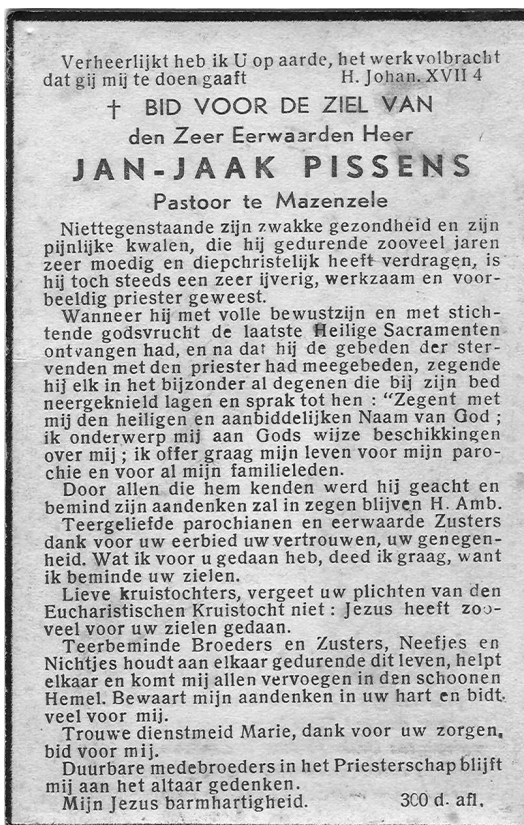 Verheerlijkt heb ik U op aarde, het werk volbracht
dat gij mij te doen gaaft H. Johan. XVII 4
† BID VOOR DE ZIEL VAN
den Zeer Eerwaarden Heer
JAN-JAAK PISSENS
Pastoor te Mazenzele
Niettegenstaande zijn zwakke gezondheid en zijn
pijnlijke kwalen, die hij gedurende zooveel jaren
zeer moedig en diepchristelijk heeft verdragen, is
hij toch steeds een zeer ijverig, werkzaam en voor-
beeldig priester geweest.
Wanneer hij met volle bewustzijn en met stich-
tende godsvrucht de laatste Heilige Sacramenten
ontvangen had, en na dat hij de gebeden der ster-
venden met den priester had meegebeden, zegende
hij elk in het bijzonder al degenen die bij zijn bed
neergeknield lagen en sprak tot hen : "Zegent met
mij den heiligen en aanbiddelijken Naam van God ;
ik onderwerp mij aan Gods wijze beschikkingen
over mij ; ik offer graag mijn leven voor mijn paro-
chie en voor al mijn familieleden.
Door allen die hem kenden werd hij geacht en
bemind zijn aandenken zal in zegen blijven H. Amb.
Teergeliefde parochianen en eerwaarde Zusters
dank voor uw eerbied uw vertrouwen, uw genegen-
heid. Wat ik voor u gedaan heb, deed ik graag, want
ik beminde uw zielen.
Lieve kruistochters, vergeet uw plichten van den
Eucharistischen Kruistocht niet : Jezus heeft zoo-
veel voor uw zielen gedaan.
Teerbeminde Broeders en Zusters, Neefjes en
Nichtjes houdt aan elkaar gedurende dit leven, helpt
elkaar en komt mij allen vervoegen in den schoonen
Hemel. Bewaart mijn aandenken in uw hart en bidt
veel voor mij.
Trouwe dienstmeid Marie, dank voor uw zorgen,
bid voor mij.
Duurbare medebroeders in het Priesterschap blijft
mij aan het altaar gedenken.
Mijn Jezus barmhartigheid. 300 d. afl.